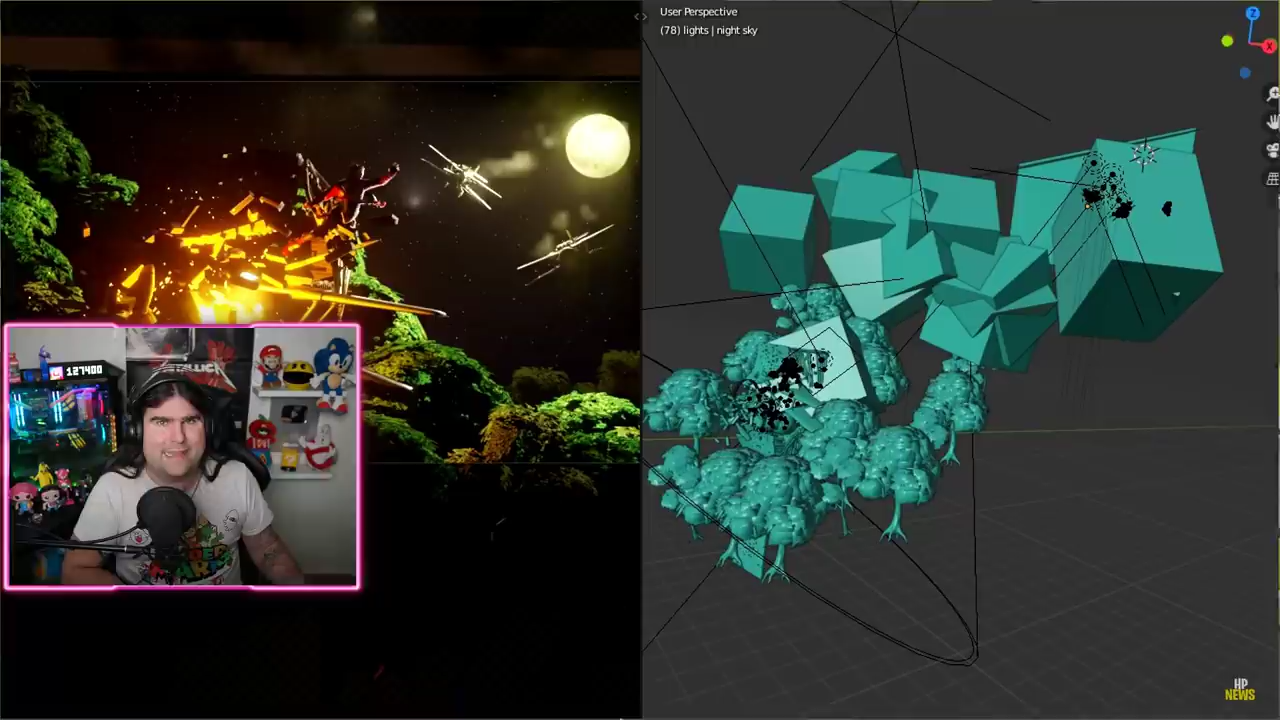 User Perspective
(78) lights | night sky
Z
X
127400
METALLICA
HP
NEWS